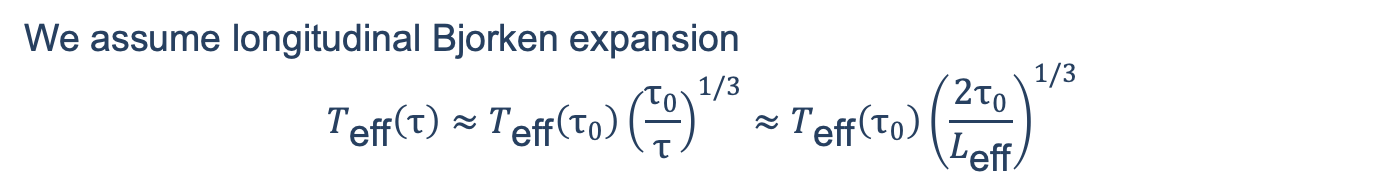 We assume longitudinal Bjorken expansion
T_eff(τ) ≈ T_eff(τ₀) (τ₀/τ)^{1/3} ≈ T_eff(τ₀) (2τ₀/L_eff)^{1/3}